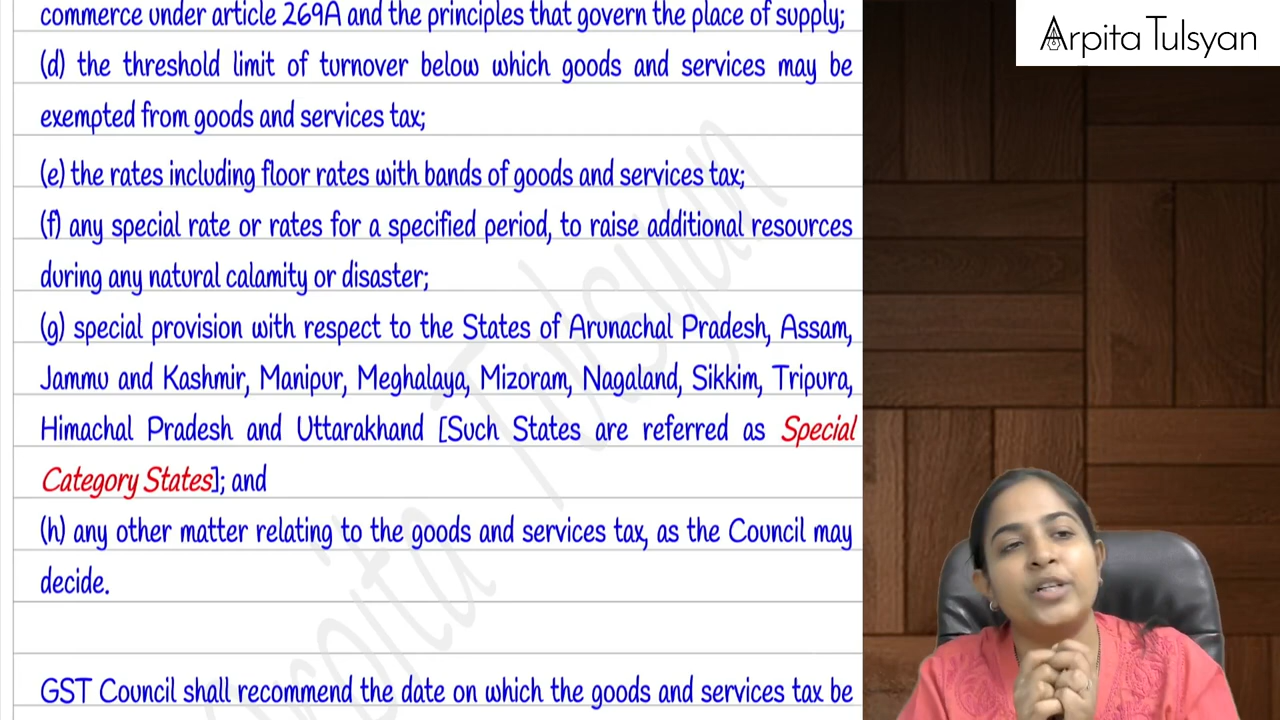 commerce under article 269A and the principles that govern the place of supply;
(d) the threshold limit of turnover below which goods and services may be
exempted from goods and services tax;
(e) the rates including floor rates with bands of goods and services tax;
(f) any special rate or rates for a specified period, to raise additional resources
during any natural calamity or disaster;
(g) special provision with respect to the States of Arunachal Pradesh, Assam,
Jammu and Kashmir, Manipur, Meghalaya, Mizoram, Nagaland, Sikkim, Tripura,
Himachal Pradesh and Uttarakhand [Such States are referred as Special
Category States]; and
(h) any other matter relating to the goods and services tax, as the Council may
decide.
GST Council shall recommend the date on which the goods and services tax be
Arpita Tulsyan
Arpita Tulsyan